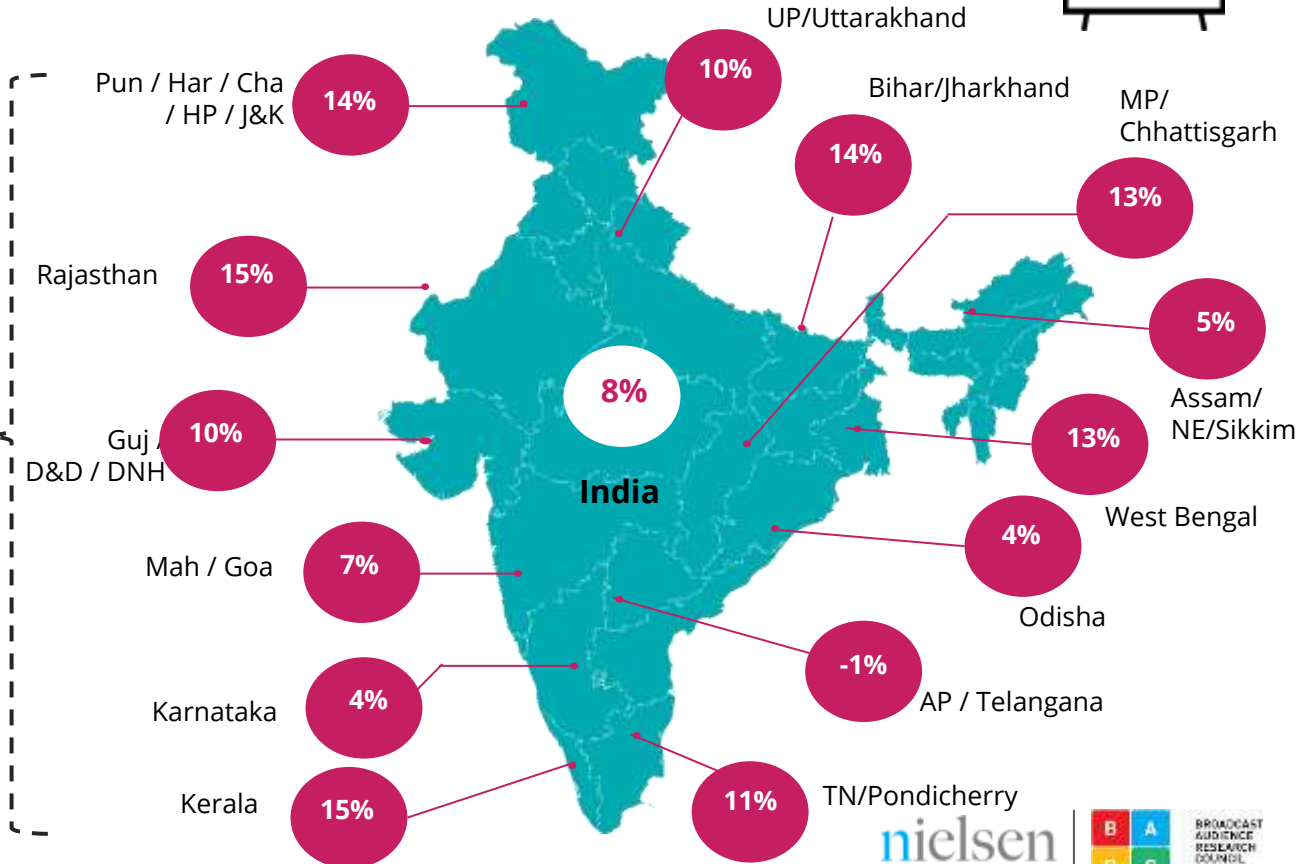 UP/Uttarakhand
10%
Pun / Har / Cha
/ HP / J&K
14%
Bihar/Jharkhand
14%
MP/
Chhattisgarh
13%
Rajasthan
15%
5%
Assam/
NE/Sikkim
8%
India
Guj /
D&D / DNH
10%
13%
West Bengal
4%
Odisha
Mah / Goa
7%
-1%
AP / Telangana
Karnataka
4%
Kerala
15%
11%
TN/Pondicherry
nielsen
B A
BROADCAST
AUDIENCE
RESEARCH
COUNCIL